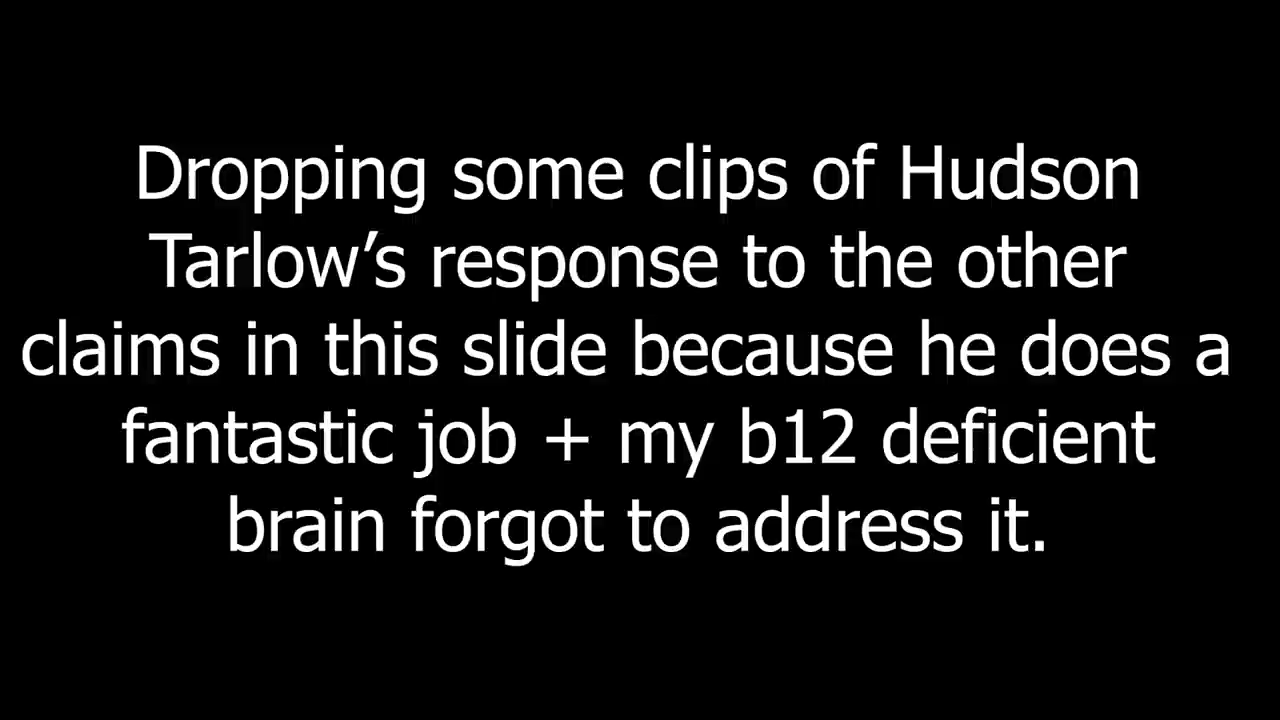 Dropping some clips of Hudson
Tarlow’s response to the other
claims in this slide because he does a
fantastic job + my b12 deficient
brain forgot to address it.